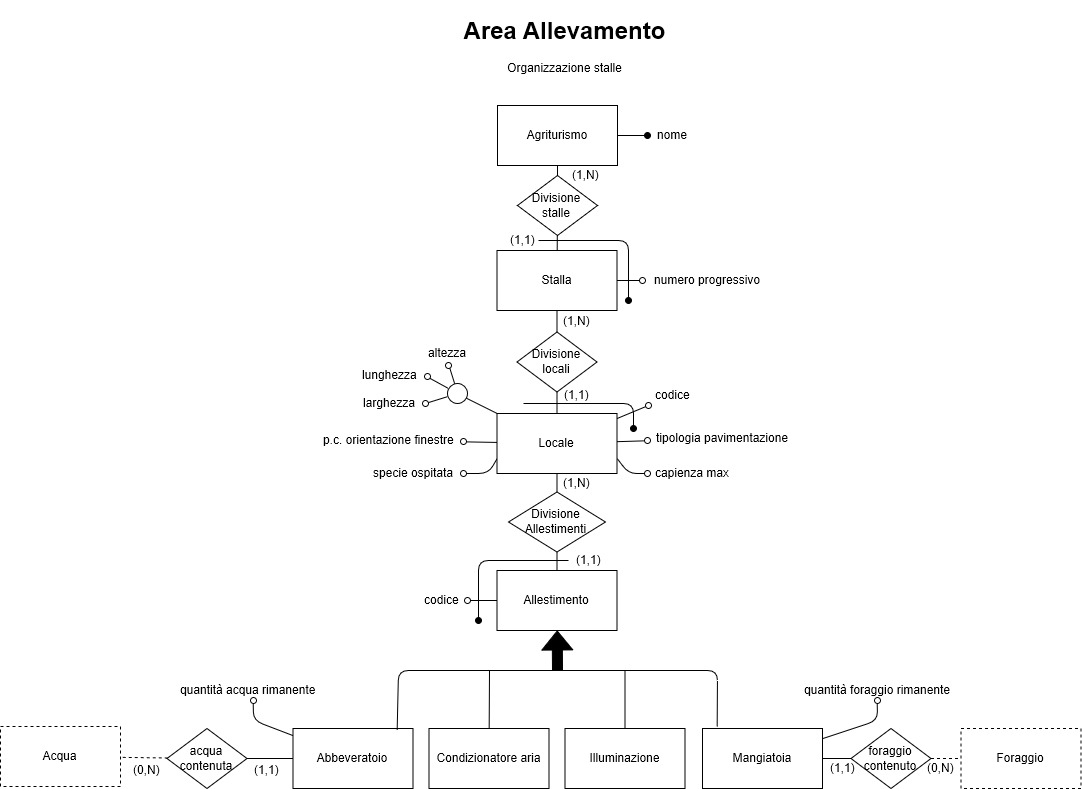 Area Allevamento
Organizzazione stalle
Agriturismo
nome
(1,N)
Divisione
stalle
(1,1)
Stalla
numero progressivo
(1,N)
Divisione
locali
altezza
lunghezza
larghezza
(1,1)
codice
p.c. orientazione finestre
Locale
tipologia pavimentazione
specie ospitata
capienza max
(1,N)
Divisione
Allestimenti
(1,1)
codice
Allestimento
quantità acqua rimanente
quantità foraggio rimanente
Acqua
(0,N)
acqua
contenuta
(1,1)
Abbeveratoio
Condizionatore aria
Illuminazione
Mangiatoia
(1,1)
foraggio
contenuto
(0,N)
Foraggio